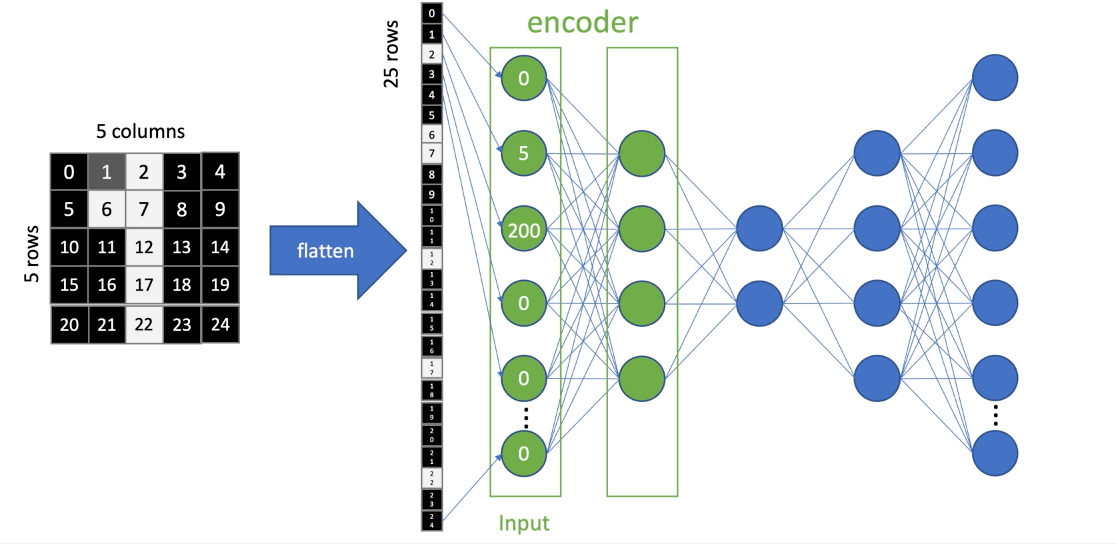 5 columns
5 rows
0 1 2 3 4
5 6 7 8 9
10 11 12 13 14
15 16 17 18 19
20 21 22 23 24
flatten
25 rows
0
1
2
3
4
5
6
7
8
9
10
11
12
13
14
15
16
17
18
19
20
21
22
23
24
encoder
0
5
200
0
0
0
Input